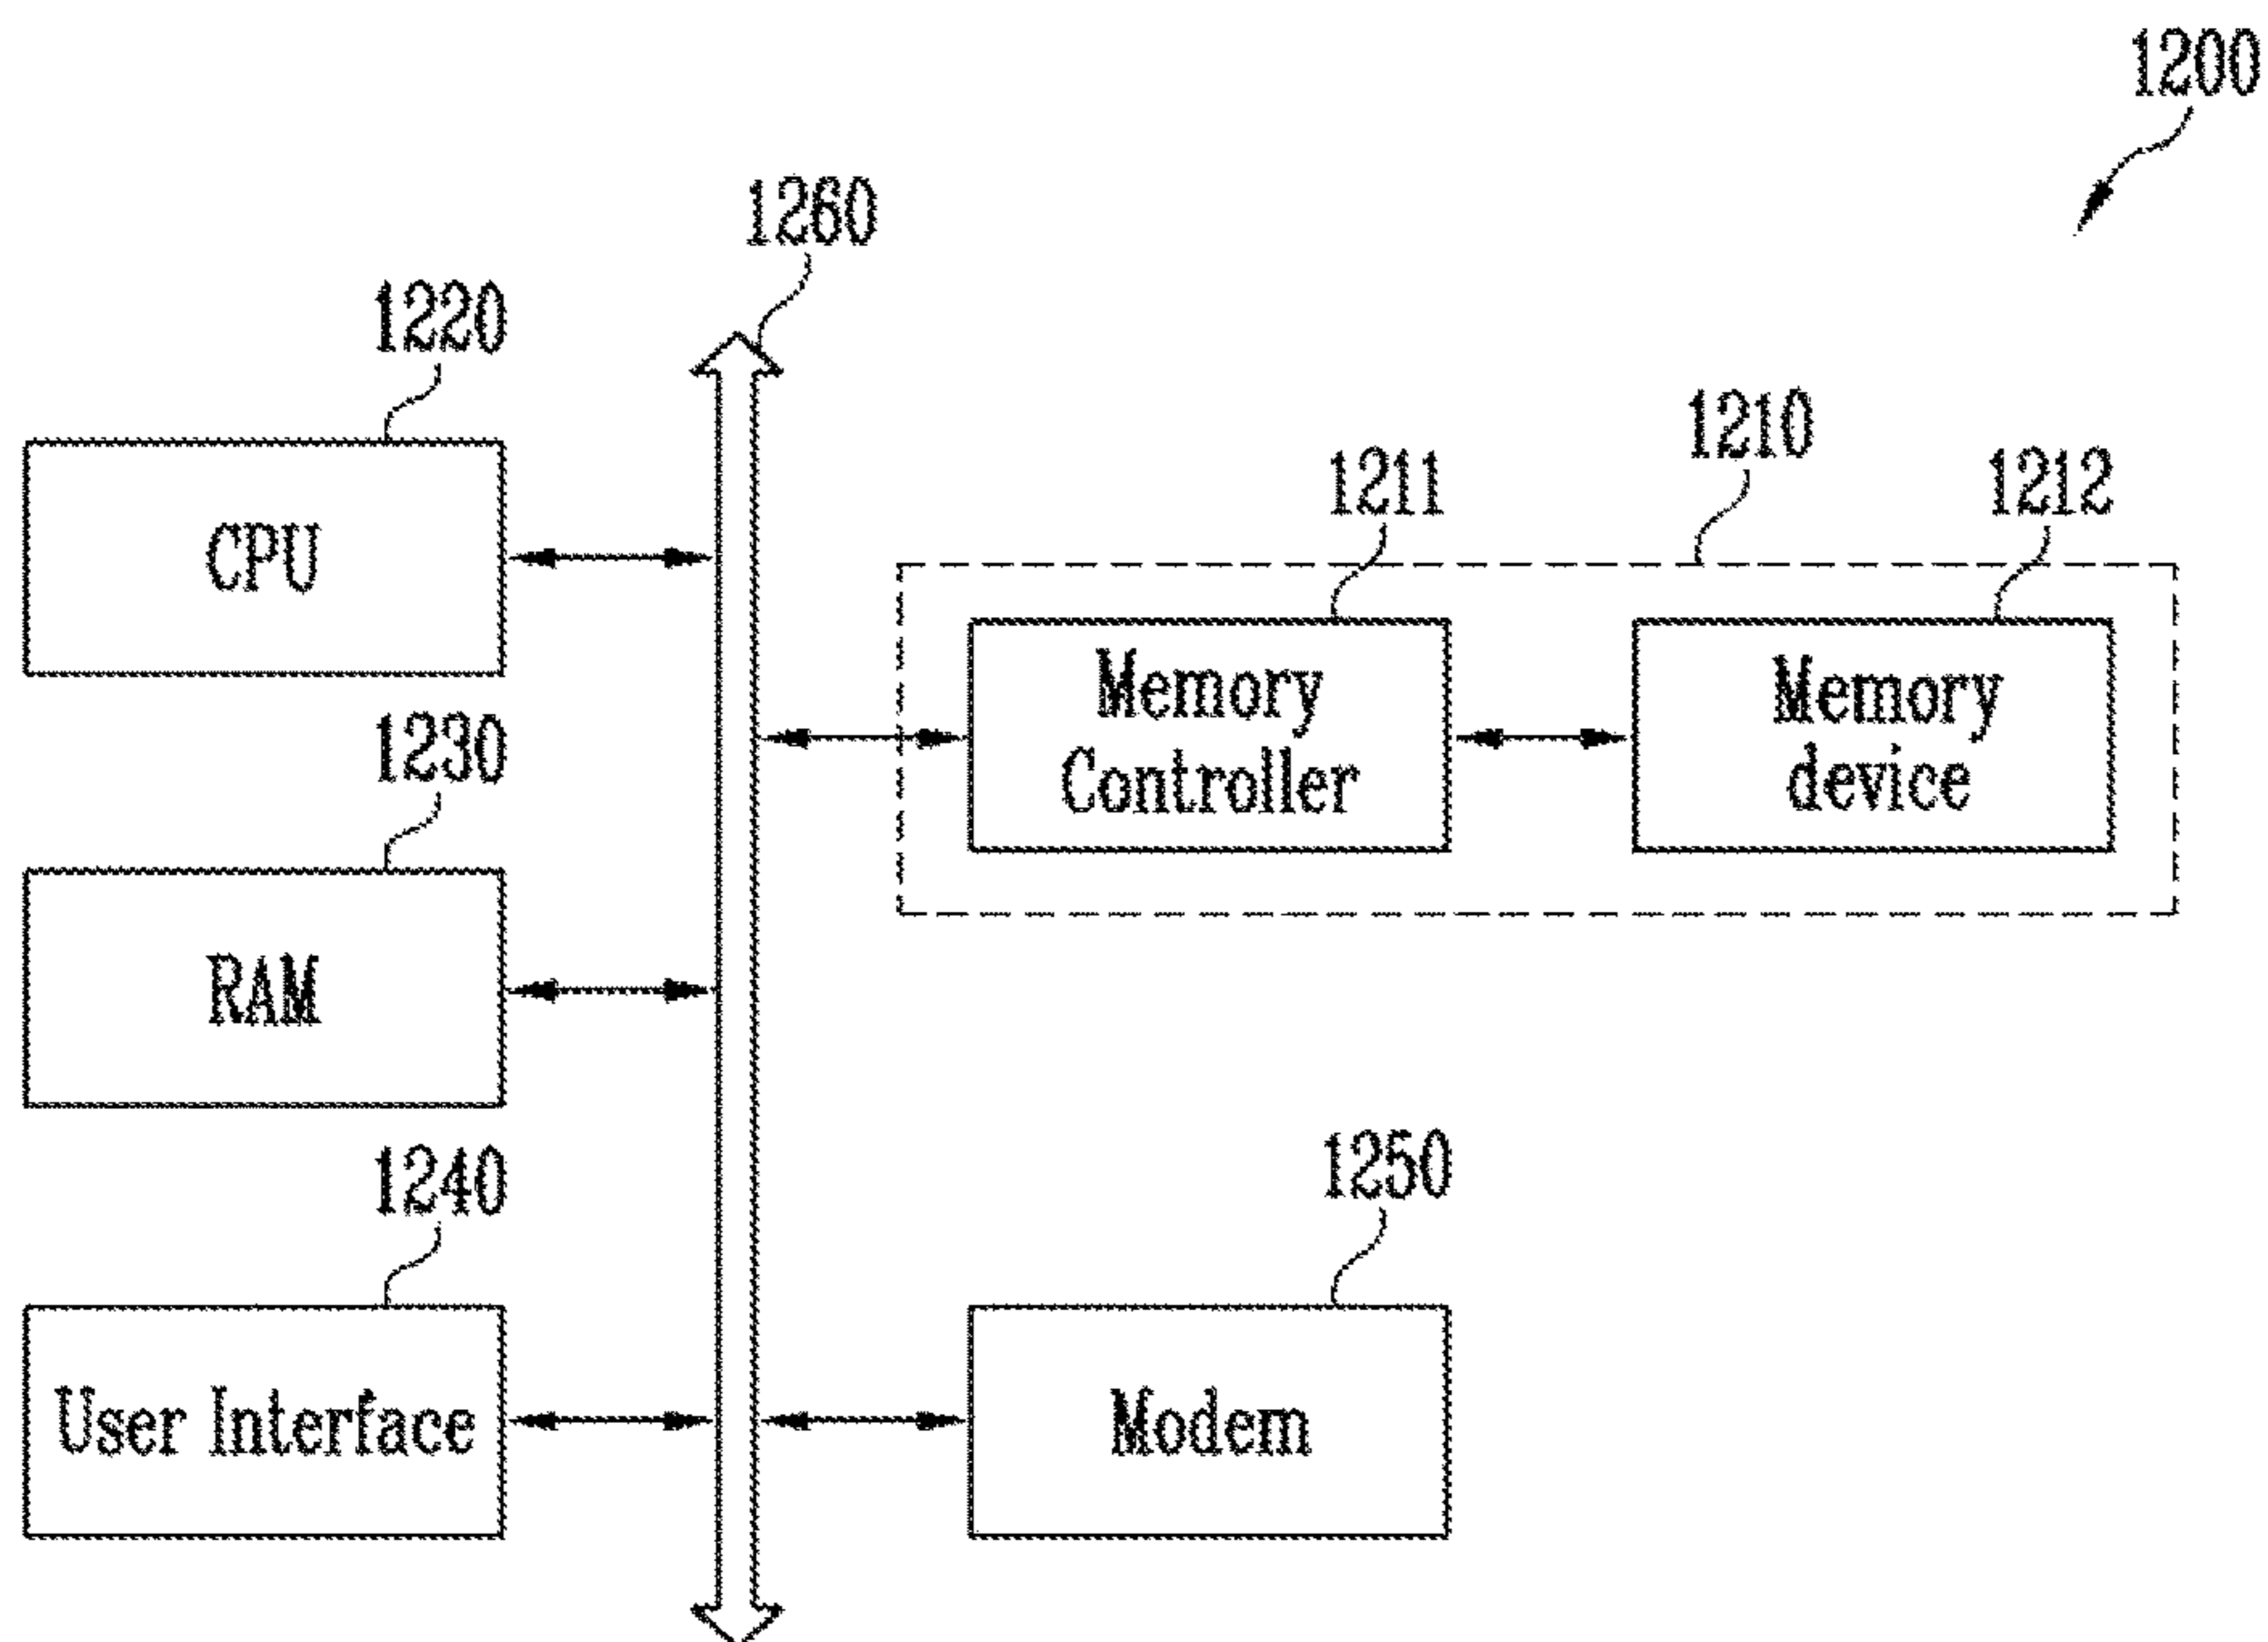 1200
1260
1220
CPU
1210
1211
1212
Memory
Controller
Memory
device
1230
RAM
1240
User Interface
1250
Modem